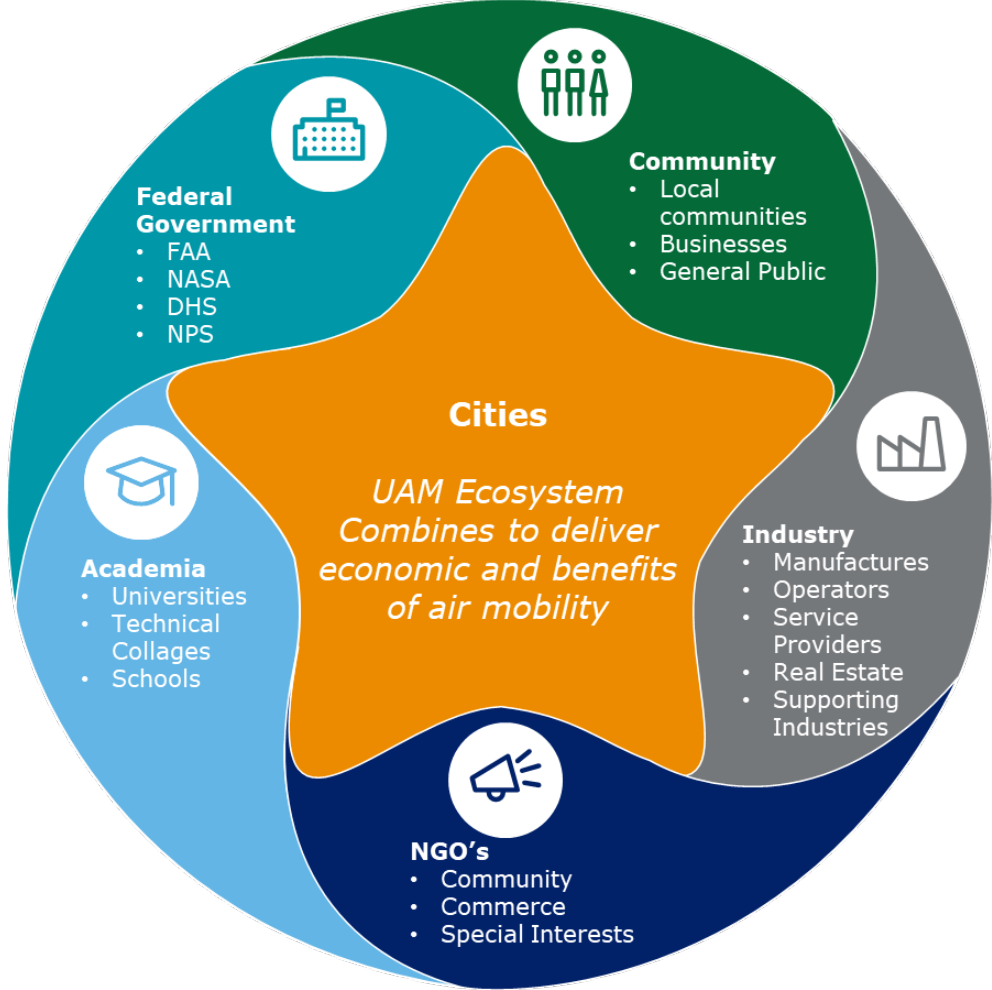 Federal
Government
• FAA
• NASA
• DHS
• NPS
Community
• Local
communities
• Businesses
• General Public
Cities
UAM Ecosystem
Combines to deliver
economic and benefits
of air mobility
Academia
• Universities
• Technical
Collages
• Schools
Industry
• Manufactures
• Operators
• Service
Providers
• Real Estate
• Supporting
Industries
NGO’s
• Community
• Commerce
• Special Interests